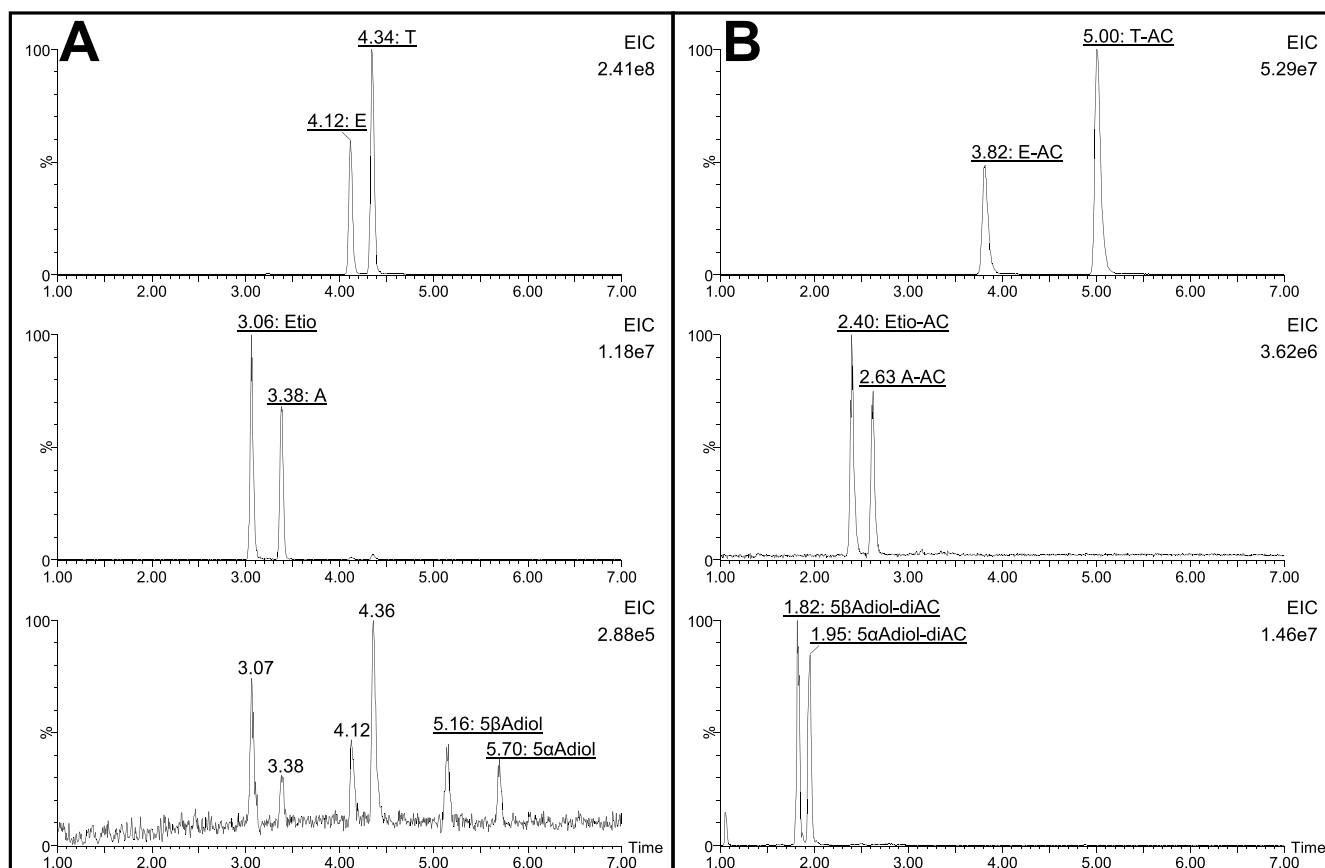 A
4.34: T
EIC
2.41e8
100
4.12: E
%
0
1.00 2.00 3.00 4.00 5.00 6.00 7.00
3.06: Etio
EIC
1.18e7
100
3.38: A
%
0
1.00 2.00 3.00 4.00 5.00 6.00 7.00
EIC
2.88e5
100
4.36
3.07
4.12
5.16: 5βAdiol
5.70: 5αAdiol
3.38
%
0
Time
1.00 2.00 3.00 4.00 5.00 6.00 7.00
B
5.00: T-AC
EIC
5.29e7
100
3.82: E-AC
%
0
1.00 2.00 3.00 4.00 5.00 6.00 7.00
2.40: Etio-AC
EIC
3.62e6
100
2.63 A-AC
%
0
1.00 2.00 3.00 4.00 5.00 6.00 7.00
1.82: 5βAdiol-diAC
EIC
1.46e7
100
1.95: 5αAdiol-diAC
%
0
Time
1.00 2.00 3.00 4.00 5.00 6.00 7.00